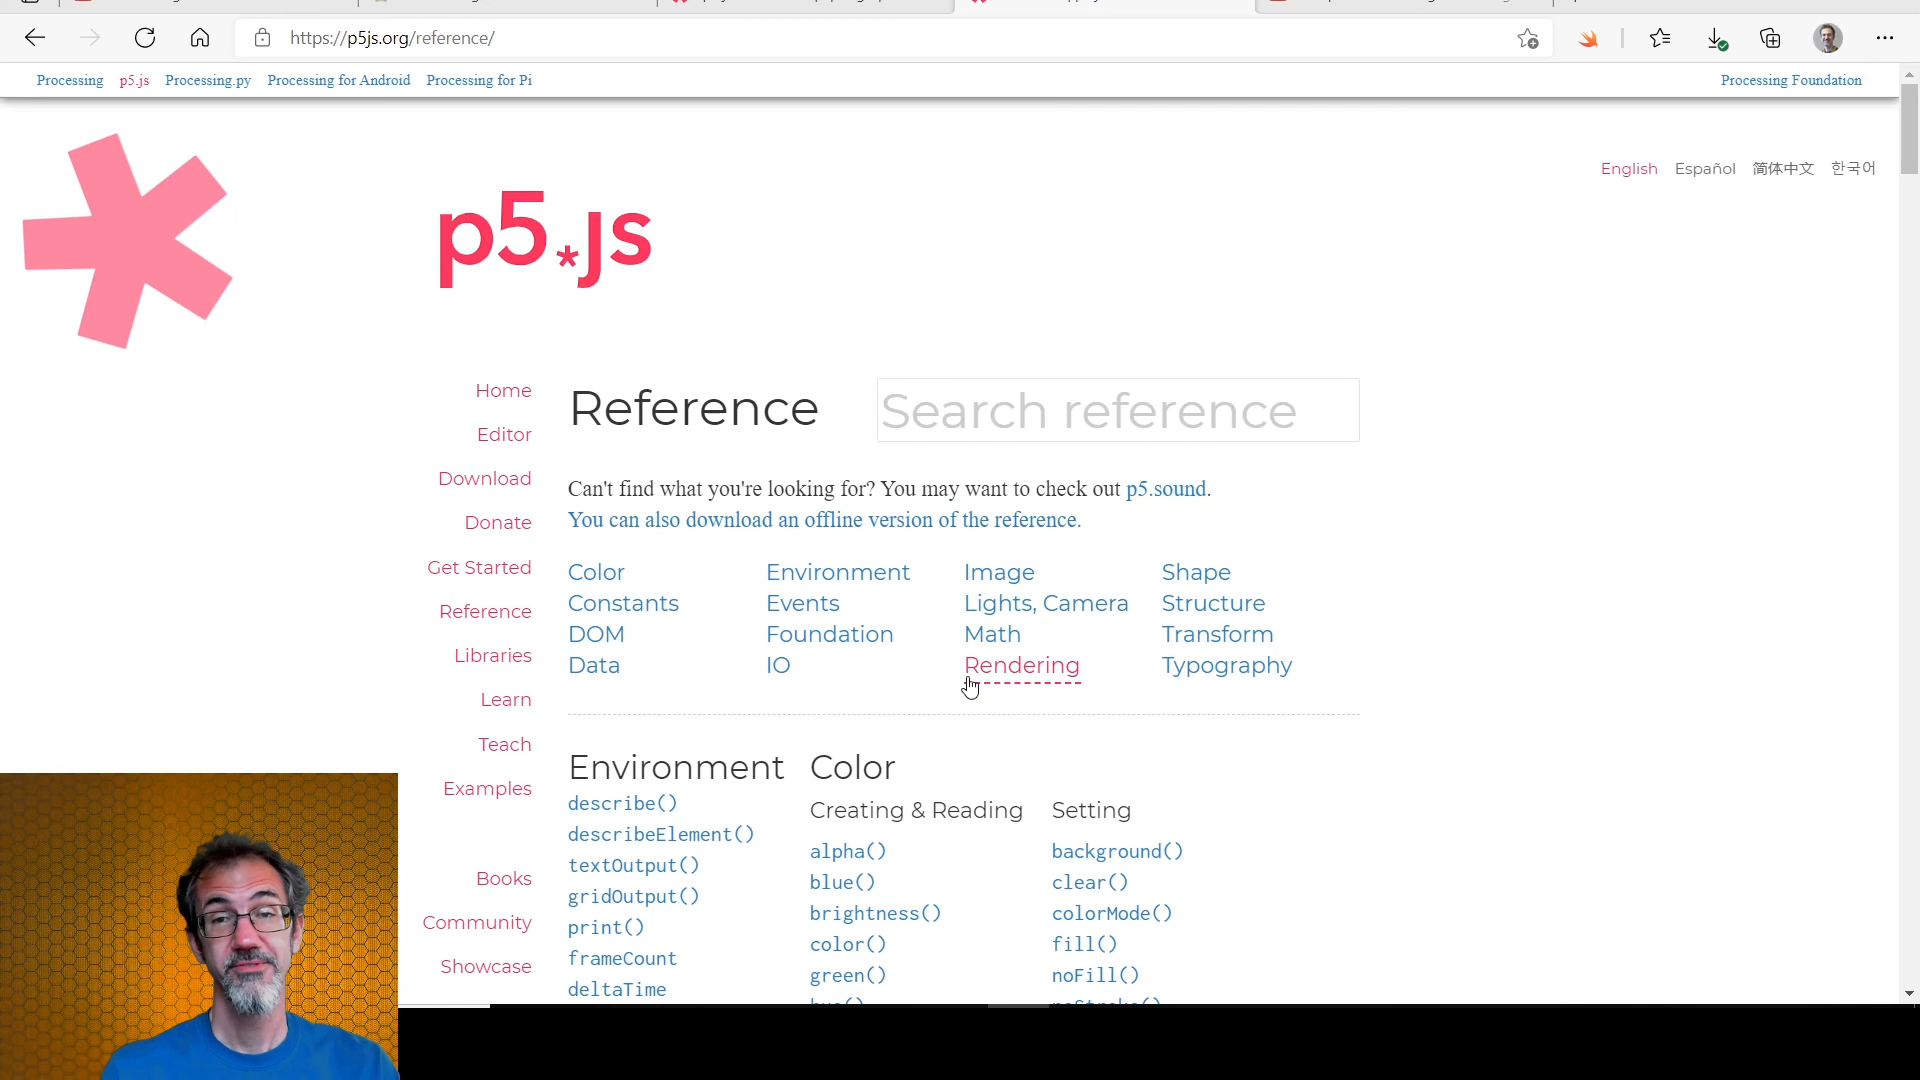 https://p5js.org/reference/
Processing p5.js Processing.py Processing for Android Processing for Pi Processing Foundation
English Español 简体中文 한국어
p5.js
Home
Editor
Download
Donate
Get Started
Reference
Libraries
Learn
Teach
Examples
Books
Community
Showcase
Reference
Search reference
Can't find what you're looking for? You may want to check out p5.sound.
You can also download an offline version of the reference.
Color Environment Image Shape
Constants Events Lights, Camera Structure
DOM Foundation Math Transform
Data IO Rendering Typography
Environment
describe()
describeElement()
textOutput()
gridOutput()
print()
frameCount
deltaTime
Color
Creating & Reading
alpha()
blue()
brightness()
color()
green()
Setting
background()
clear()
colorMode()
fill()
noFill()